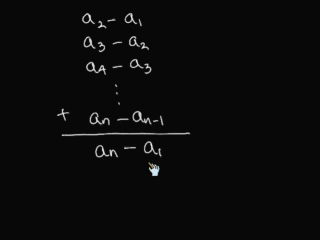 a₂ - a₁
a₃ - a₂
a₄ - a₃
⋮
+ aₙ - aₙ₋₁
aₙ - a₁